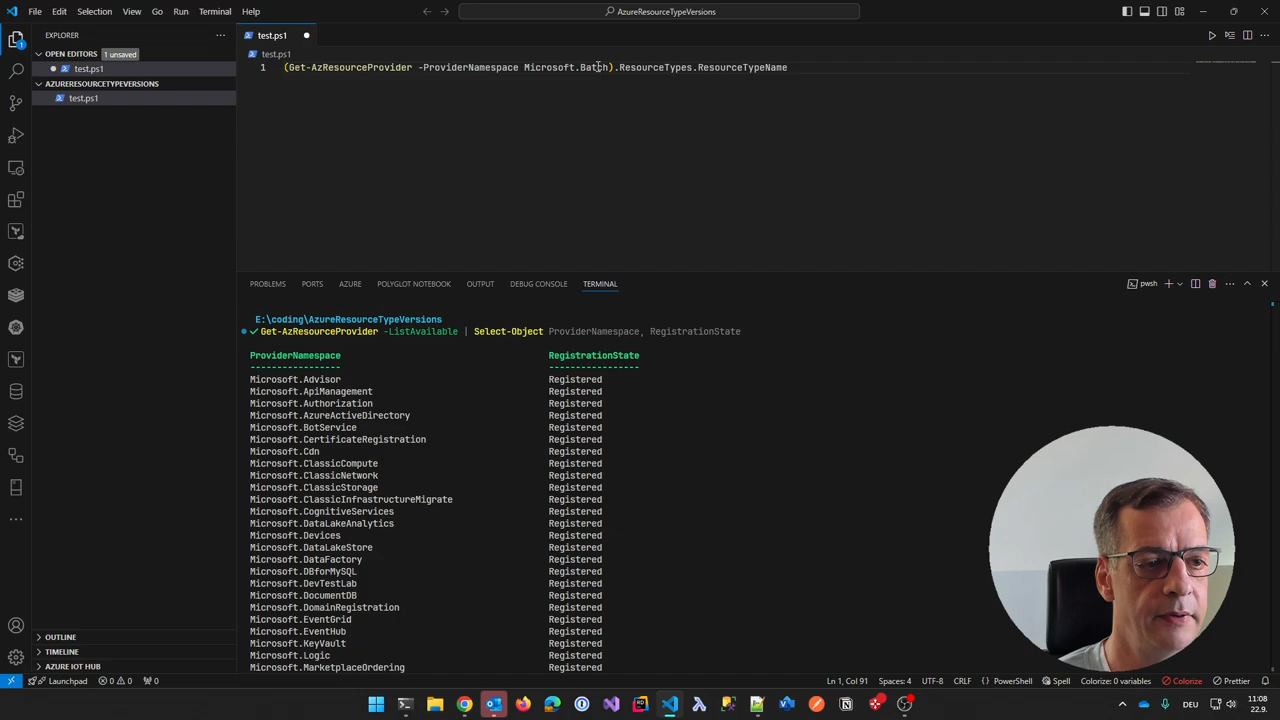 File Edit Selection View Go Run Terminal Help
AzureResourceTypeVersions
EXPLORER
OPEN EDITORS 1 unsaved
test.ps1
AZURERESOURCETYPEVERSIONS
test.ps1
OUTLINE
TIMELINE
AZURE IOT HUB
test.ps1
test.ps1
1 (Get-AzResourceProvider -ProviderNamespace Microsoft.Batch).ResourceTypes.ResourceTypeName
PROBLEMS PORTS AZURE POLYGLOT NOTEBOOK OUTPUT DEBUG CONSOLE TERMINAL
pwsh
E:\coding\AzureResourceTypeVersions
Get-AzResourceProvider -ListAvailable | Select-Object ProviderNamespace, RegistrationState
ProviderNamespace RegistrationState
----------------- -----------------
Microsoft.Advisor Registered
Microsoft.ApiManagement Registered
Microsoft.Authorization Registered
Microsoft.AzureActiveDirectory Registered
Microsoft.BotService Registered
Microsoft.CertificateRegistration Registered
Microsoft.Cdn Registered
Microsoft.ClassicCompute Registered
Microsoft.ClassicNetwork Registered
Microsoft.ClassicStorage Registered
Microsoft.ClassicInfrastructureMigrate Registered
Microsoft.CognitiveServices Registered
Microsoft.DataLakeAnalytics Registered
Microsoft.Devices Registered
Microsoft.DataLakeStore Registered
Microsoft.DataFactory Registered
Microsoft.DBforMySQL Registered
Microsoft.DevTestLab Registered
Microsoft.DocumentDB Registered
Microsoft.DomainRegistration Registered
Microsoft.EventGrid Registered
Microsoft.EventHub Registered
Microsoft.KeyVault Registered
Microsoft.Logic Registered
Microsoft.MarketplaceOrdering Registered
Launchpad 0 0 0 Ln 1, Col 91 Spaces: 4 UTF-8 CRLF PowerShell Spell Colorize Colorize: 0 variables Prettier
DEU 11:08
22.9.